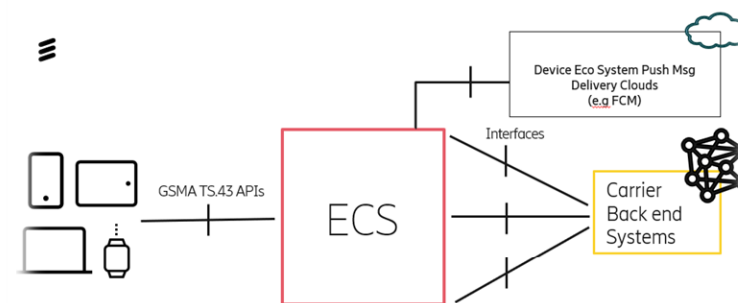 Device Eco System Push Msg
Delivery Clouds
(e.g FCM)
Interfaces
GSMA TS.43 APIs
ECS
Carrier
Back end
Systems